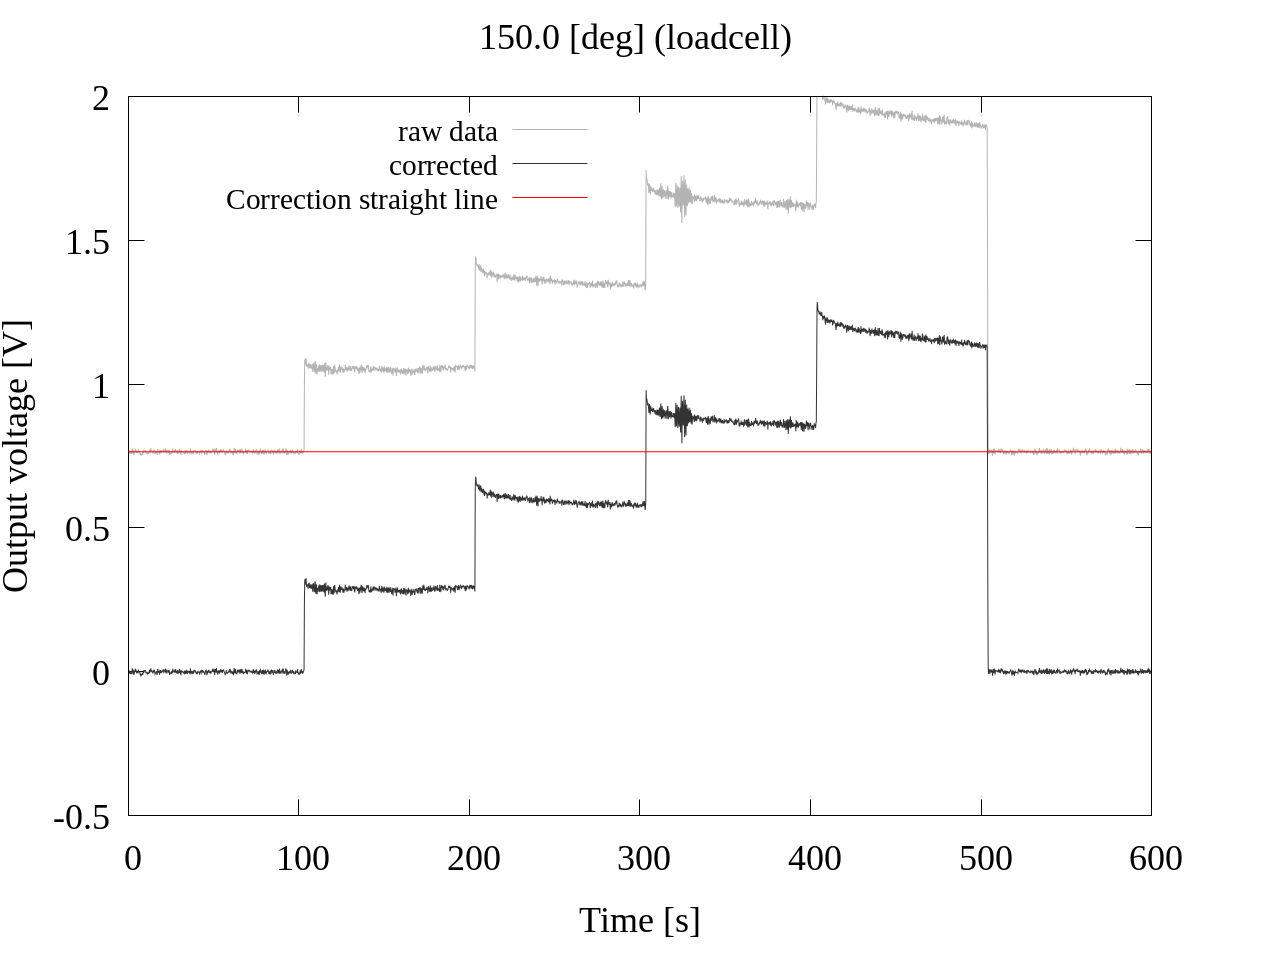 150.0 [deg] (loadcell)
raw data
corrected
Correction straight line
2
1.5
1
0.5
0
-0.5
Output voltage [V]
0 100 200 300 400 500 600
Time [s]